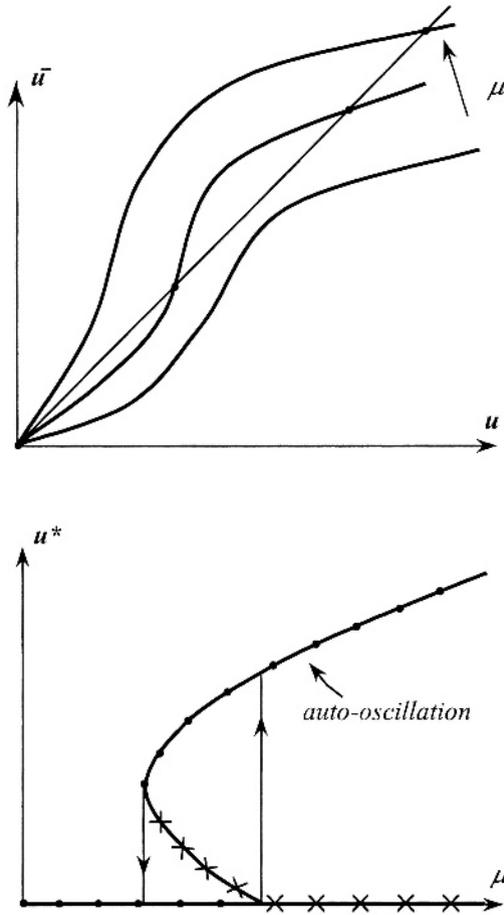 ū
μ
u
u*
auto-oscillation
μ